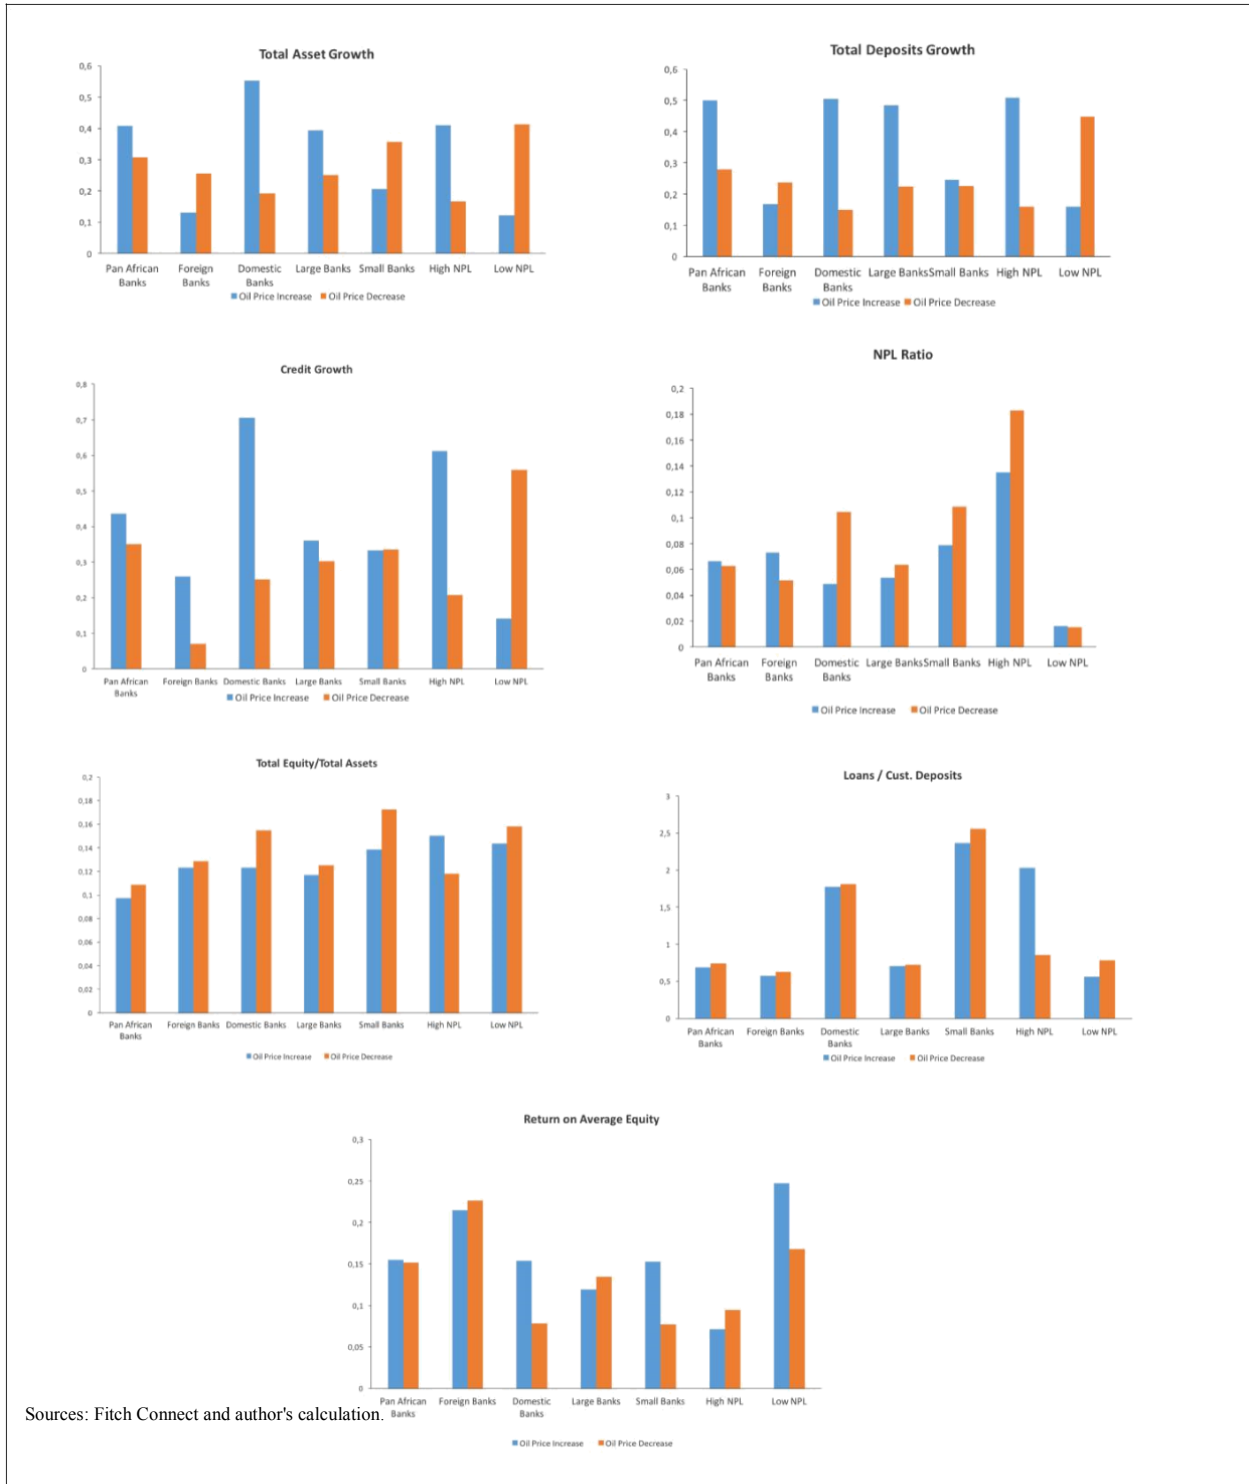 Total Asset Growth
0,6
0,5
0,4
0,3
0,2
0,1
0
Pan African Banks
Foreign Banks
Domestic Banks
Large Banks
Small Banks
High NPL
Low NPL
Oil Price Increase
Oil Price Decrease
Total Deposits Growth
0,6
0,5
0,4
0,3
0,2
0,1
0
Pan African Banks
Foreign Banks
Domestic Banks
Large Banks
Small Banks
High NPL
Low NPL
Oil Price Increase
Oil Price Decrease
Credit Growth
0,8
0,7
0,6
0,5
0,4
0,3
0,2
0,1
0
Pan African Banks
Foreign Banks
Domestic Banks
Large Banks
Small Banks
High NPL
Low NPL
Oil Price Increase
Oil Price Decrease
NPL Ratio
0,2
0,18
0,16
0,14
0,12
0,1
0,08
0,06
0,04
0,02
0
Pan African Banks
Foreign Banks
Domestic Banks
Large Banks
Small Banks
High NPL
Low NPL
Oil Price Increase
Oil Price Decrease
Total Equity/Total Assets
0,2
0,18
0,16
0,14
0,12
0,1
0,08
0,06
0,04
0,02
0
Pan African Banks
Foreign Banks
Domestic Banks
Large Banks
Small Banks
High NPL
Low NPL
Oil Price Increase
Oil Price Decrease
Loans / Cust. Deposits
3
2,5
2
1,5
1
0,5
0
Pan African Banks
Foreign Banks
Domestic Banks
Large Banks
Small Banks
High NPL
Low NPL
Oil Price Increase
Oil Price Decrease
Return on Average Equity
0,3
0,25
0,2
0,15
0,1
0,05
0
Pan African Banks
Foreign Banks
Domestic Banks
Large Banks
Small Banks
High NPL
Low NPL
Oil Price Increase
Oil Price Decrease
Sources: Fitch Connect and author's calculation.